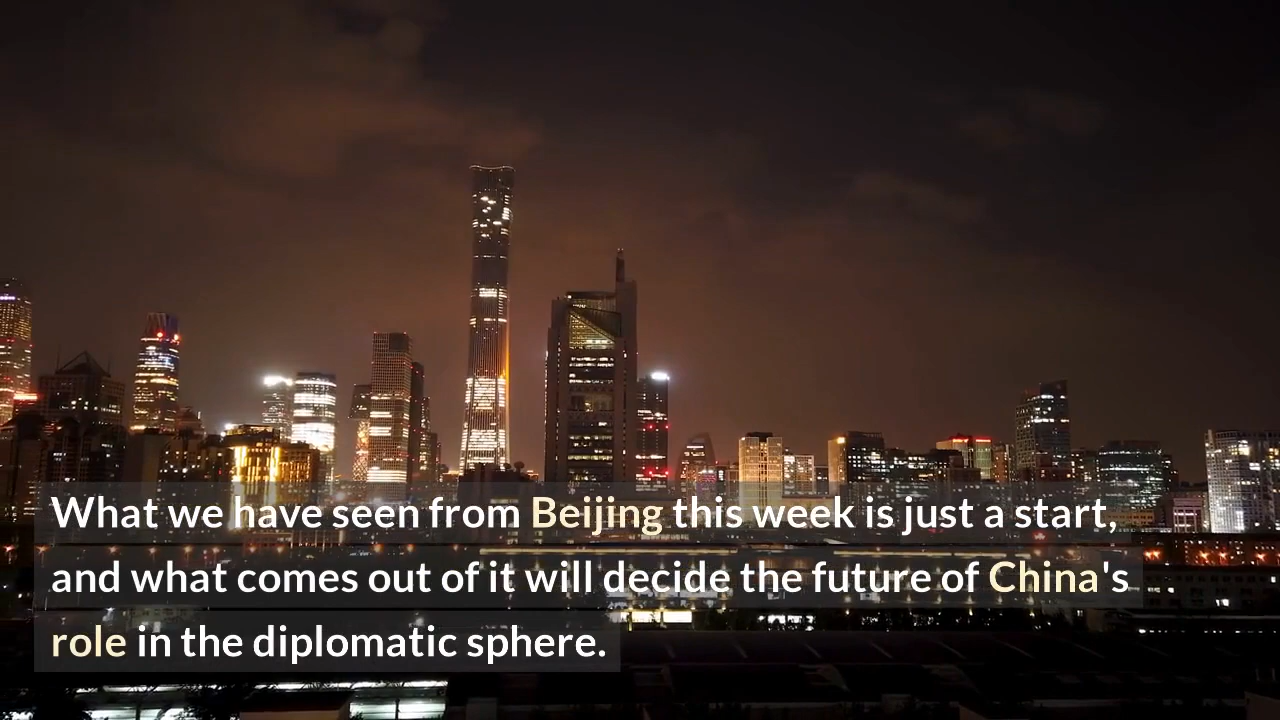 What we have seen from Beijing this week is just a start,
and what comes out of it will decide the future of China's
role in the diplomatic sphere.